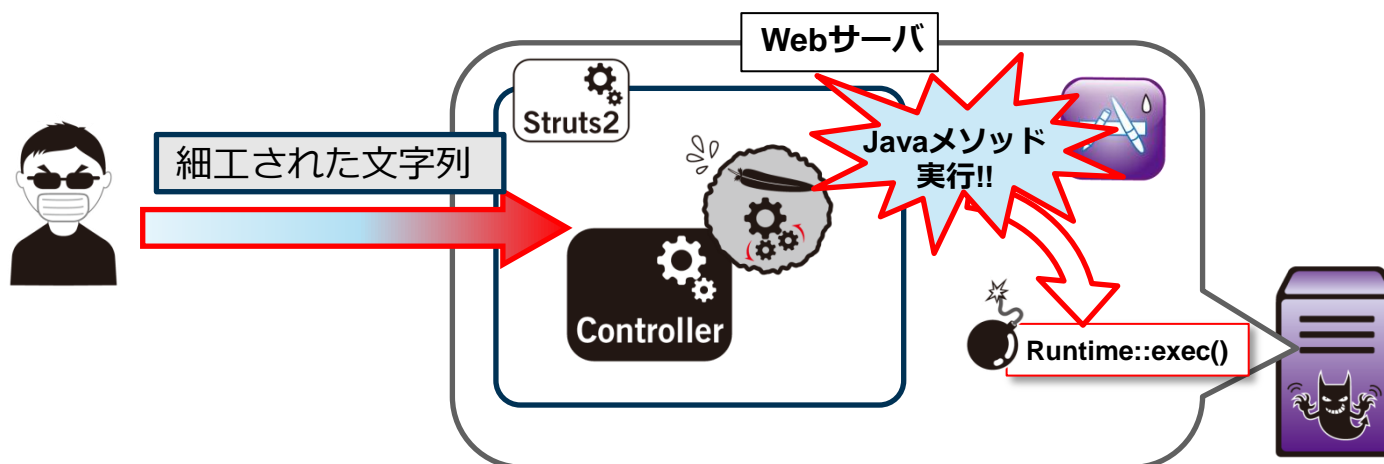 Webサーバ
Struts2
細工された文字列
Javaメソッド
実行!!
Controller
Runtime::exec()